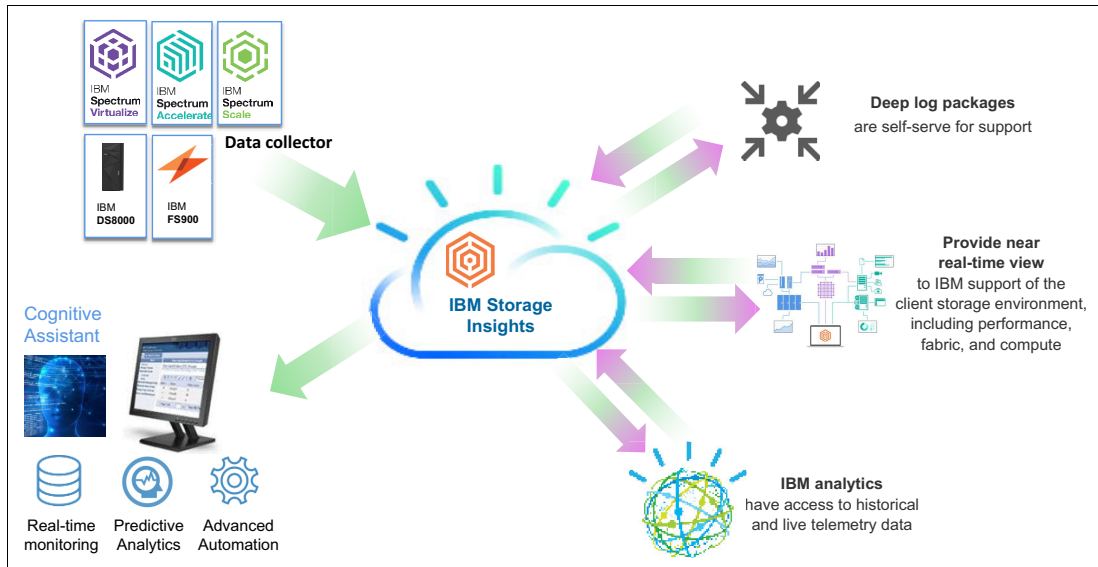 IBM
Spectrum
Virtualize
IBM
Spectrum
Accelerate
IBM
Spectrum
Scale
IBM
DS8000
IBM
FS900
Data collector
Deep log packages
are self-serve for support
IBM Storage
Insights
Provide near
real-time view
to IBM support of the
client storage environment,
including performance,
fabric, and compute
Cognitive
Assistant
Real-time
monitoring
Predictive
Analytics
Advanced
Automation
IBM analytics
have access to historical
and live telemetry data